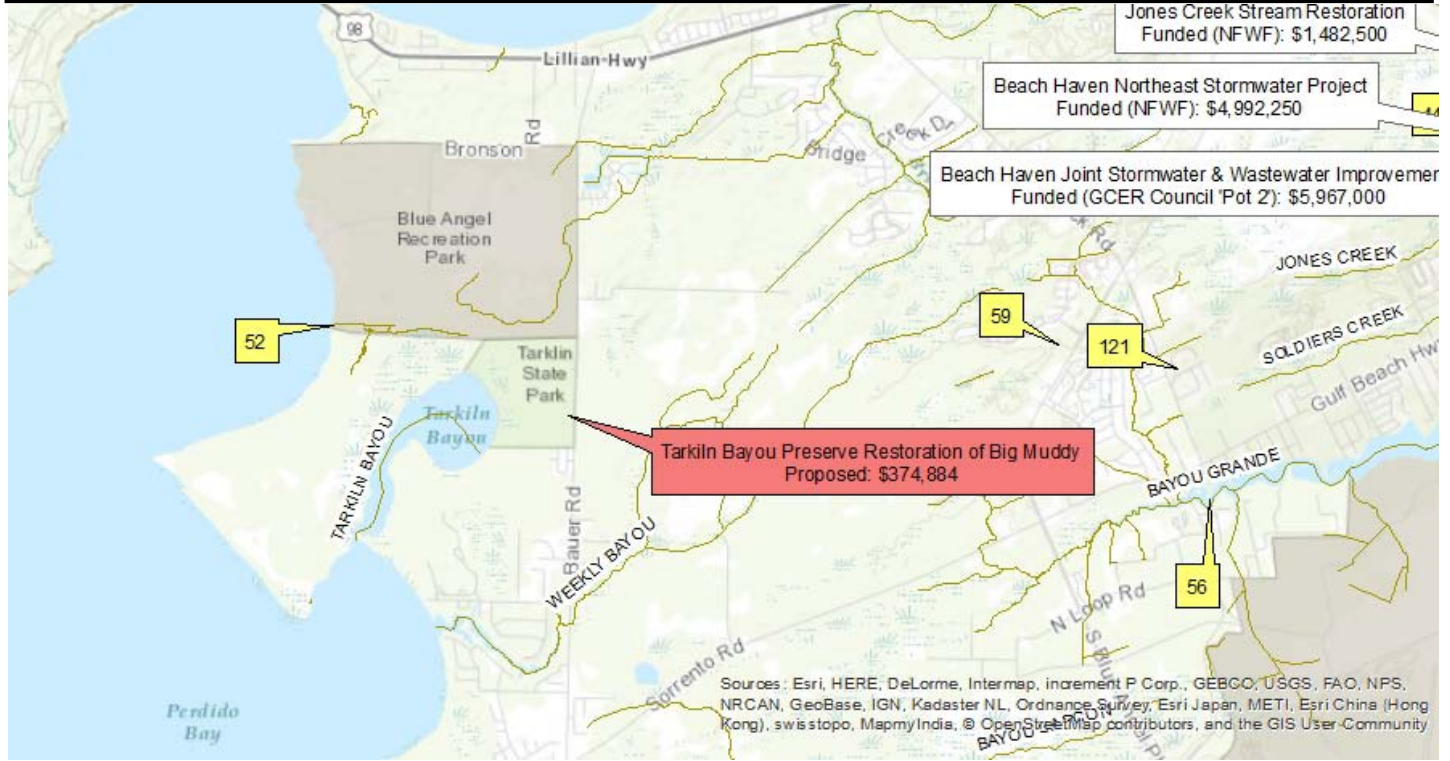 Jones Creek Stream Restoration
Funded (NFWF): $1,482,500
98
Lillian-Hwy
Beach Haven Northeast Stormwater Project
Funded (NFWF): $4,992,250
Bronson Rd
Bridge Creek Dr
Beach Haven Joint Stormwater & Wastewater Improvemen
Funded (GCER Council 'Pot 2'): $5,967,000
Blue Angel
Recreation
Park
JONES CREEK
59
52
121
SOLDIERS CREEK
Gulf Beach Hw
Tarklin
State
Park
Tarkiln
Bayou
TARKILN BAYOU
Tarkiln Bayou Preserve Restoration of Big Muddy
Proposed: $374,884
BAYOU GRANDE
Bauer Rd
WEEKLY BAYOU
56
N Loop Rd
Sorrento Rd
S Blue Angel P
Perdido
Bay
Sources: Esri, HERE, DeLorme, Intermap, increment P Corp., GEBCO, USGS, FAO, NPS,
NRCAN, GeoBase, IGN, Kadaster NL, Ordnance Survey, Esri Japan, METI, Esri China (Hong
Kong), swisstopo, MapmyIndia, © OpenStreetMap contributors, and the GIS User Community
BAYOU GARCON